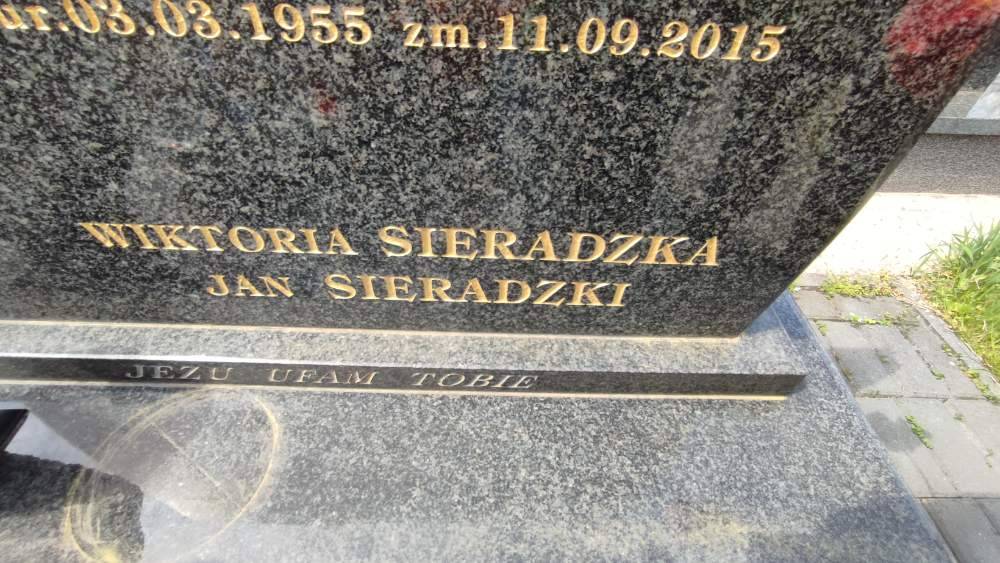 ur.03.03.1955 zm.11.09.2015
WIKTORIA SIERADZKA
JAN SIERADZKI
JEZU UFAM TOBIE